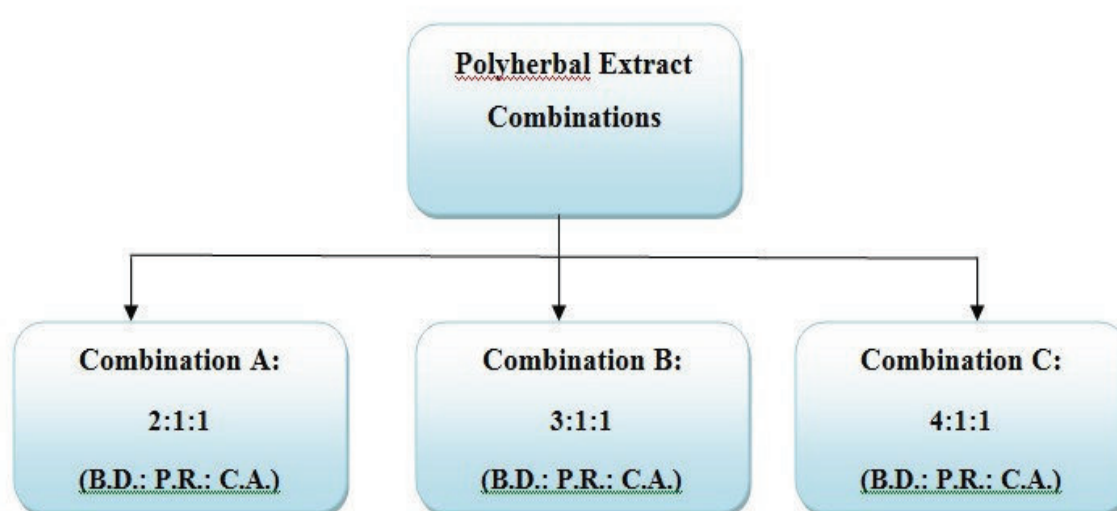 Polyherbal Extract
Combinations
Combination A:
2:1:1
(B.D.: P.R.: C.A.)
Combination B:
3:1:1
(B.D.: P.R.: C.A.)
Combination C:
4:1:1
(B.D.: P.R.: C.A.)